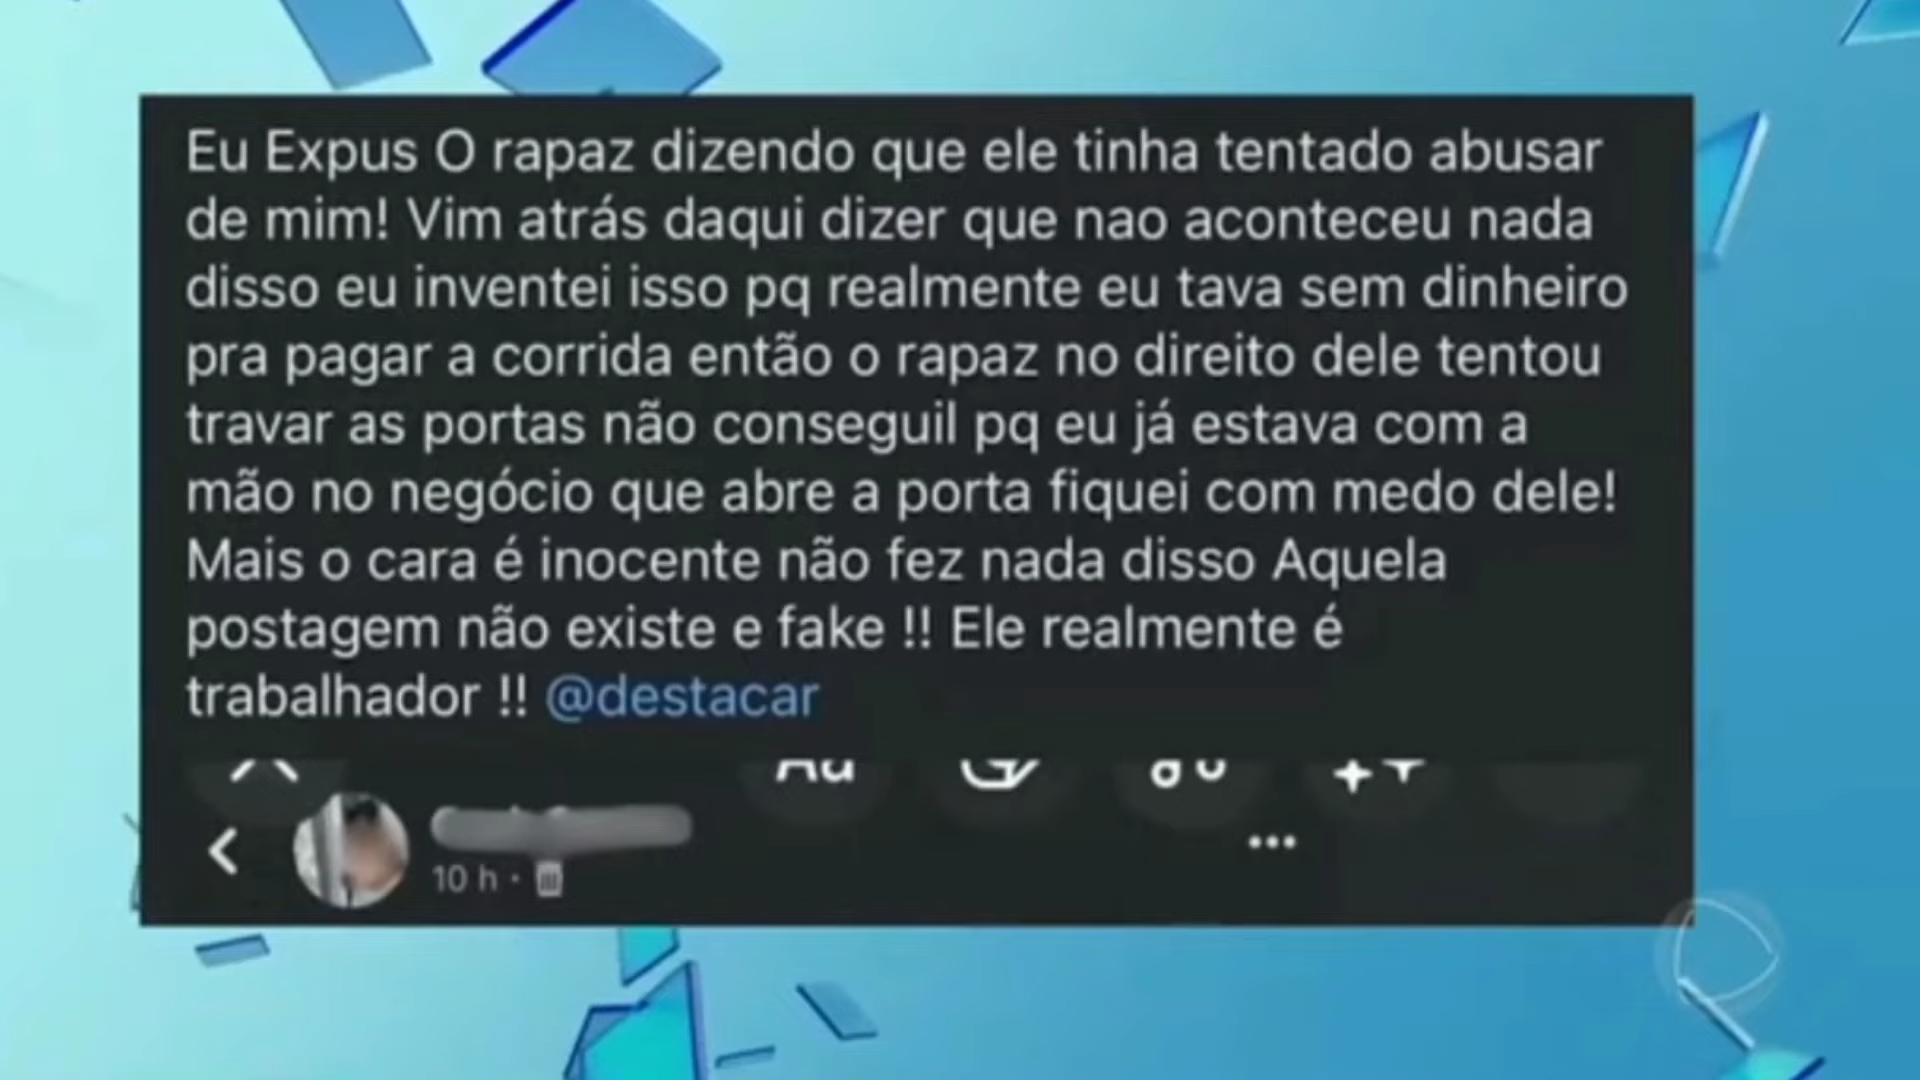 Eu Expus O rapaz dizendo que ele tinha tentado abusar
de mim! Vim atrás daqui dizer que nao aconteceu nada
disso eu inventei isso pq realmente eu tava sem dinheiro
pra pagar a corrida então o rapaz no direito dele tentou
travar as portas não conseguil pq eu já estava com a
mão no negócio que abre a porta fiquei com medo dele!
Mais o cara é inocente não fez nada disso Aquela
postagem não existe e fake !! Ele realmente é
trabalhador !! @destacar
10 h